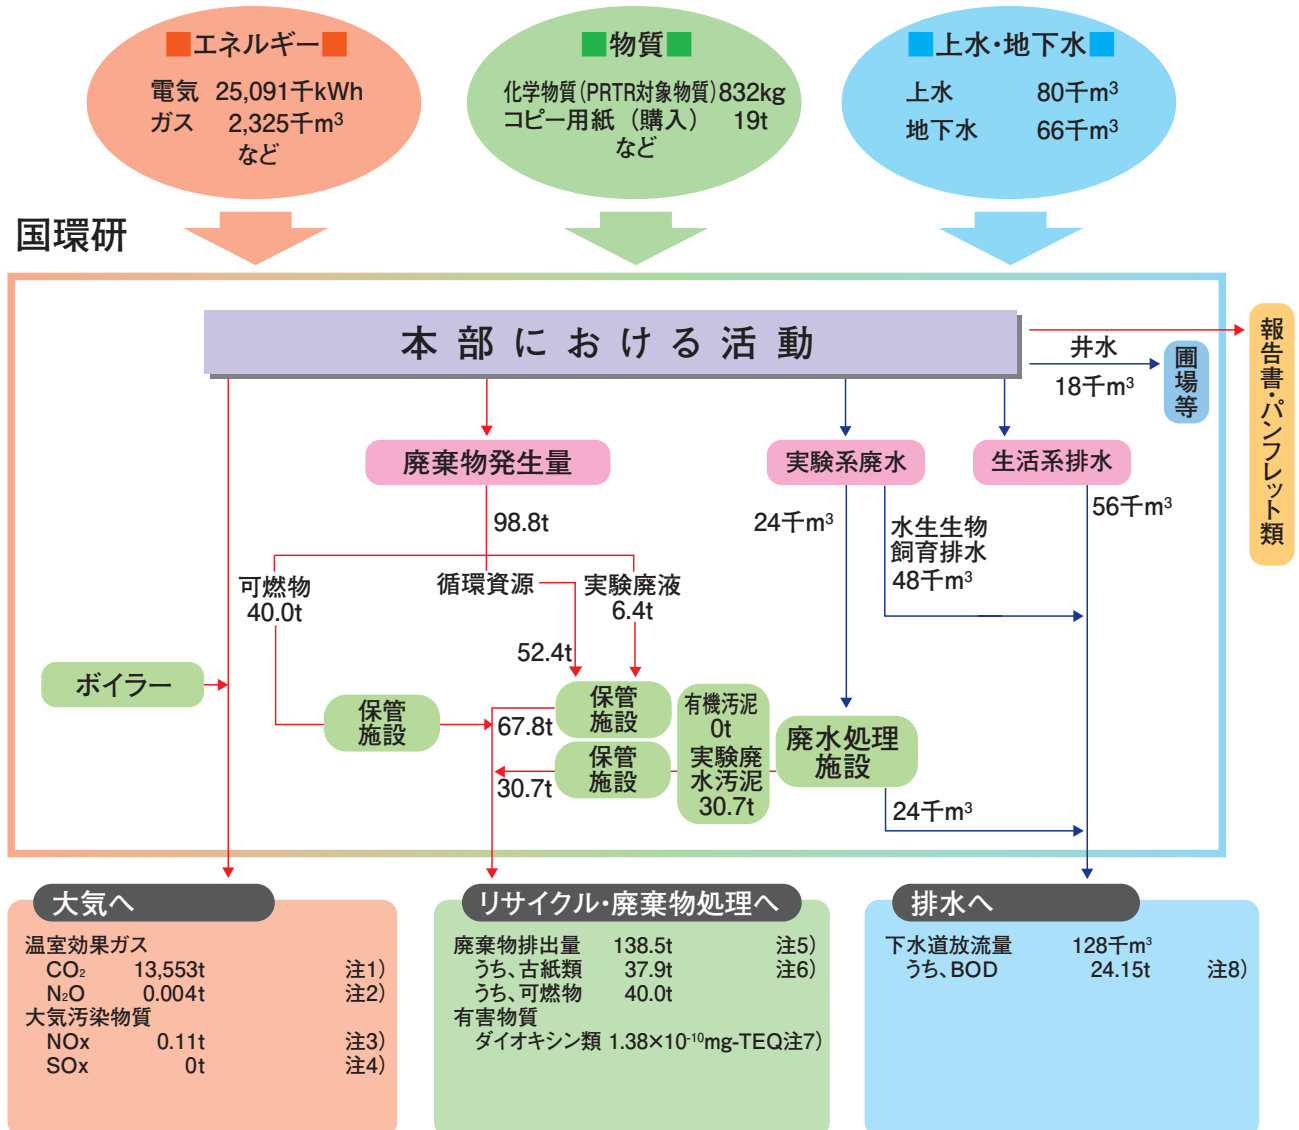 ■エネルギー■
電気 25,091千kWh
ガス 2,325千m³
など
■物質■
化学物質(PRTR対象物質)832kg
コピー用紙（購入） 19t
など
■上水・地下水■
上水 80千m³
地下水 66千m³
国環研
本部における活動
井水
18千m³
圃場等
報告書・パンフレット類
廃棄物発生量
実験系廃水
生活系排水
98.8t
24千m³
水生生物
飼育排水
48千m³
56千m³
可燃物
40.0t
循環資源
実験廃液
6.4t
52.4t
ボイラー
保管
施設
保管
施設
67.8t
保管
施設
30.7t
有機汚泥
0t
実験廃
水汚泥
30.7t
廃水処理
施設
24千m³
大気へ
温室効果ガス
CO₂ 13,553t 注1)
N₂O 0.004t 注2)
大気汚染物質
NOx 0.11t 注3)
SOx 0t 注4)
リサイクル・廃棄物処理へ
廃棄物排出量 138.5t 注5)
うち、古紙類 37.9t 注6)
うち、可燃物 40.0t
有害物質
ダイオキシン類 1.38×10⁻¹⁰mg-TEQ注7)
排水へ
下水道放流量 128千m³
うち、BOD 24.15t 注8)